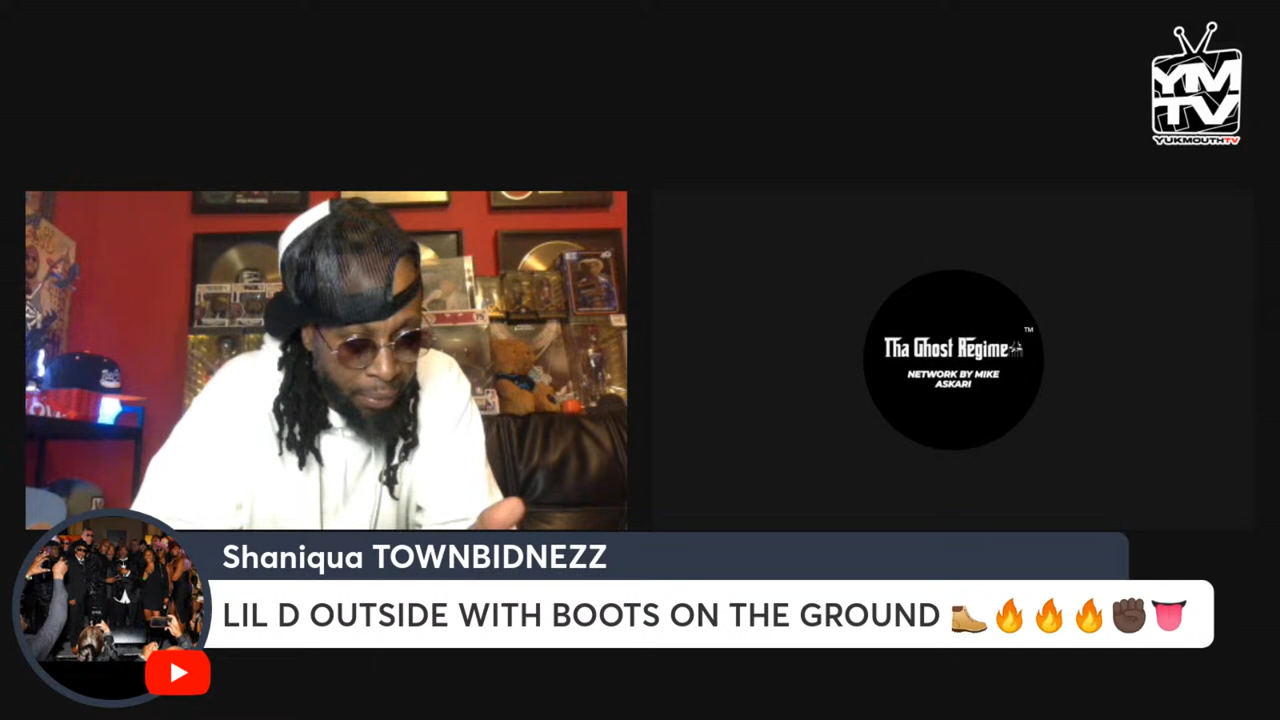 YM
TV
YUKMOUTHTV
Tha Ghost Regime
TM
NETWORK BY MIKE
ASKARI
Shaniqua TOWNBIDNEZZ
LIL D OUTSIDE WITH BOOTS ON THE GROUND 🥾🔥🔥🔥✊🏿👅